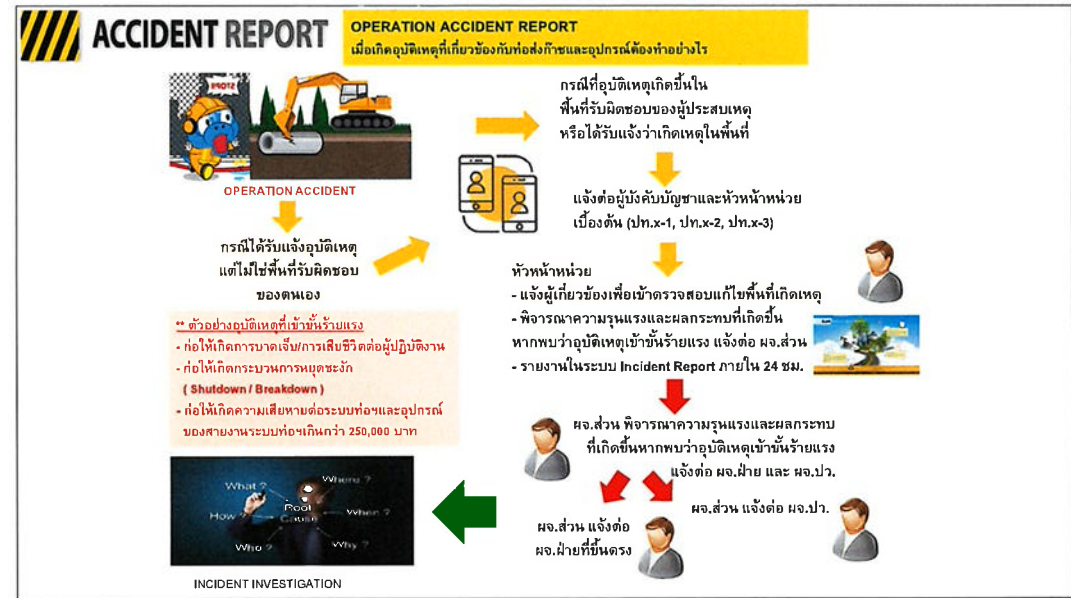 ACCIDENT REPORT
OPERATION ACCIDENT REPORT
เมื่อเกิดอุบัติเหตุที่เกี่ยวข้องกับท่อส่งก๊าซและอุปกรณ์ต้องทำอย่างไร
OPERATION ACCIDENT
กรณีได้รับแจ้งอุบัติเหตุ
แต่ไม่ใช่พื้นที่รับผิดชอบ
ของตนเอง
กรณีที่อุบัติเหตุเกิดขึ้นใน
พื้นที่รับผิดชอบของผู้ประสบเหตุ
หรือได้รับแจ้งว่าเกิดเหตุในพื้นที่
แจ้งต่อผู้บังคับบัญชาและหัวหน้าหน่วย
เบื้องต้น (ปท.x-1, ปท.x-2, ปท.x-3)
หัวหน้าหน่วย
- แจ้งผู้เกี่ยวข้องเพื่อเข้าตรวจสอบแก้ไขพื้นที่เกิดเหตุ
- พิจารณาความรุนแรงและผลกระทบที่เกิดขึ้น
หากพบว่าอุบัติเหตุเข้าขั้นร้ายแรง แจ้งต่อ ผจ.ส่วน
- รายงานในระบบ Incident Report ภายใน 24 ชม.
** ตัวอย่างอุบัติเหตุที่เข้าขั้นร้ายแรง
- ก่อให้เกิดการบาดเจ็บ/การเสียชีวิตต่อผู้ปฏิบัติงาน
- ก่อให้เกิดกระบวนการหยุดชะงัก
( Shutdown / Breakdown )
- ก่อให้เกิดความเสียหายต่อระบบท่อฯและอุปกรณ์
ของสายงานระบบท่อฯเกินกว่า 250,000 บาท
ผจ.ส่วน พิจารณาความรุนแรงและผลกระทบ
ที่เกิดขึ้นหากพบว่าอุบัติเหตุเข้าขั้นร้ายแรง
แจ้งต่อ ผจ.ฝ่าย และ ผจ.ปว.
ผจ.ส่วน แจ้งต่อ
ผจ.ฝ่ายที่ขึ้นตรง
ผจ.ส่วน แจ้งต่อ ผจ.ปว.
What ?
Where ?
How ?
Root
Cause
When ?
Who ?
Why ?
INCIDENT INVESTIGATION